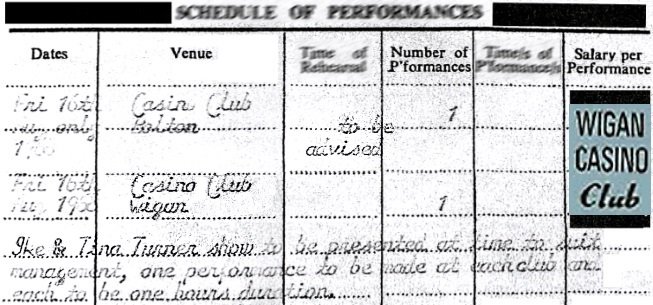 SCHEDULE OF PERFORMANCES
Dates Venue Time of Rehearsal Number of P'formances Time/s of P'formance/s Salary per Performance
Fri 16th Casino Club 1
only Bolton to be
advised
WIGAN CASINO Club
Fri 16th Casino Club
Wigan 1
Ike & Tina Turner show to be presented at time to suit
management, one performance to be made at each club and
each to be one hours duration.